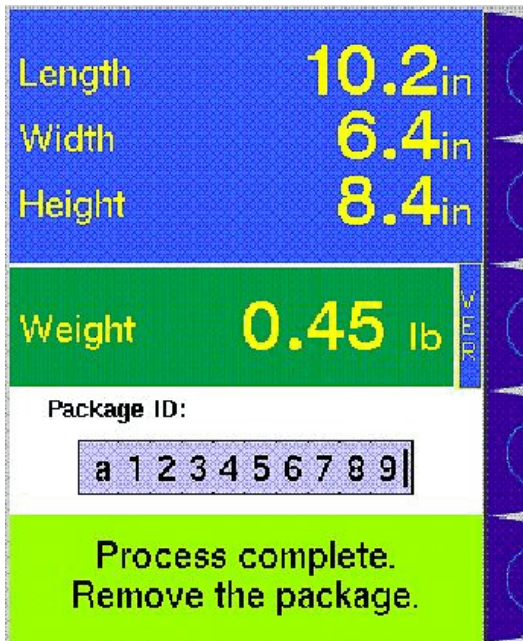 Length 10.2in
Width 6.4in
Height 8.4in
Weight 0.45 lb
VER
Package ID:
a123456789
Process complete.
Remove the package.